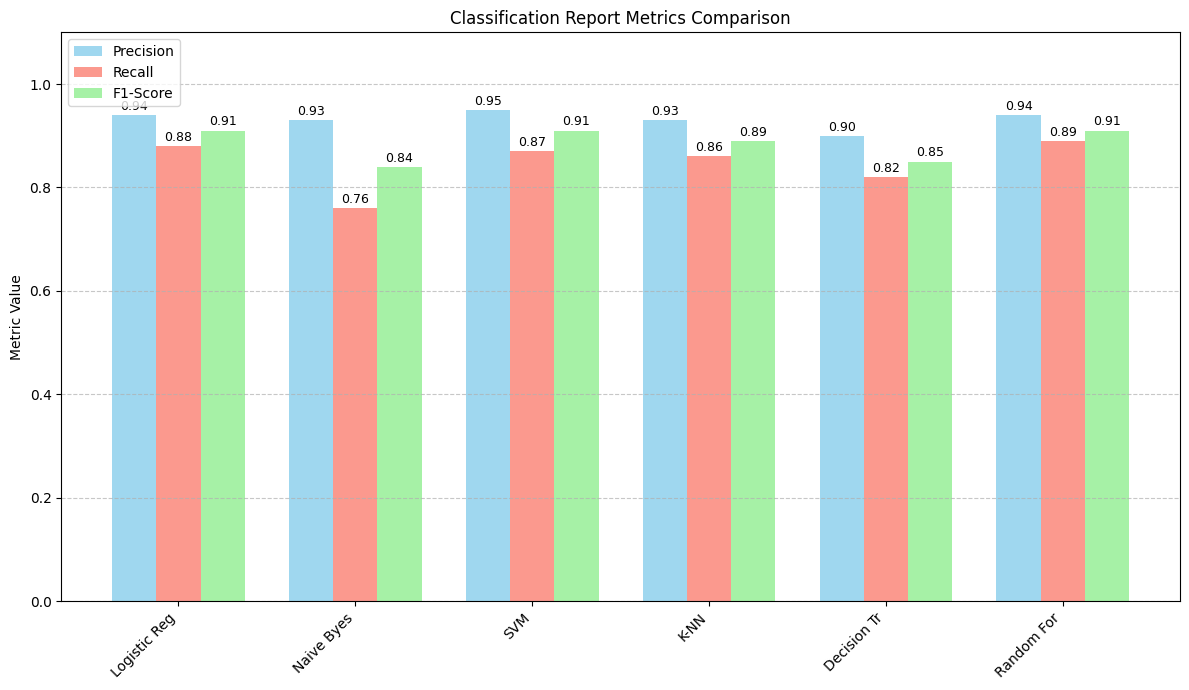 Classification Report Metrics Comparison
Precision
Recall
F1-Score
Metric Value
1.0
0.8
0.6
0.4
0.2
0.0
0.94 0.88 0.91
0.93 0.76 0.84
0.95 0.87 0.91
0.93 0.86 0.89
0.90 0.82 0.85
0.94 0.89 0.91
Logistic Reg
Naive Byes
SVM
K-NN
Decision Tr
Random For